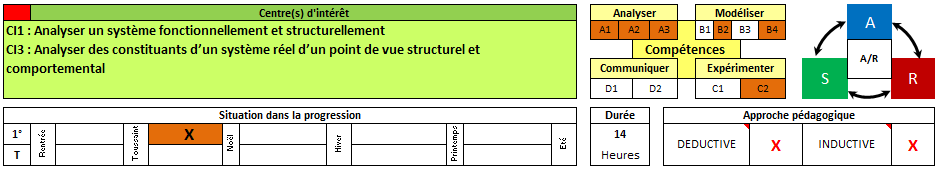 Centre(s) d'intérêt
CI1 : Analyser un système fonctionnellement et structurellement
CI3 : Analyser des constituants d’un système réel d’un point de vue structurel et
comportemental
Analyser
Modéliser
A1 A2 A3
B1 B2 B3 B4
Compétences
Communiquer
Expérimenter
D1 D2
C1 C2
A
A/R
S
R
Situation dans la progression
1°
T
Rentrée
Toussaint
X
Noël
Hiver
Printemps
Eté
Durée
14
Heures
Approche pédagogique
DEDUCTIVE X INDUCTIVE X